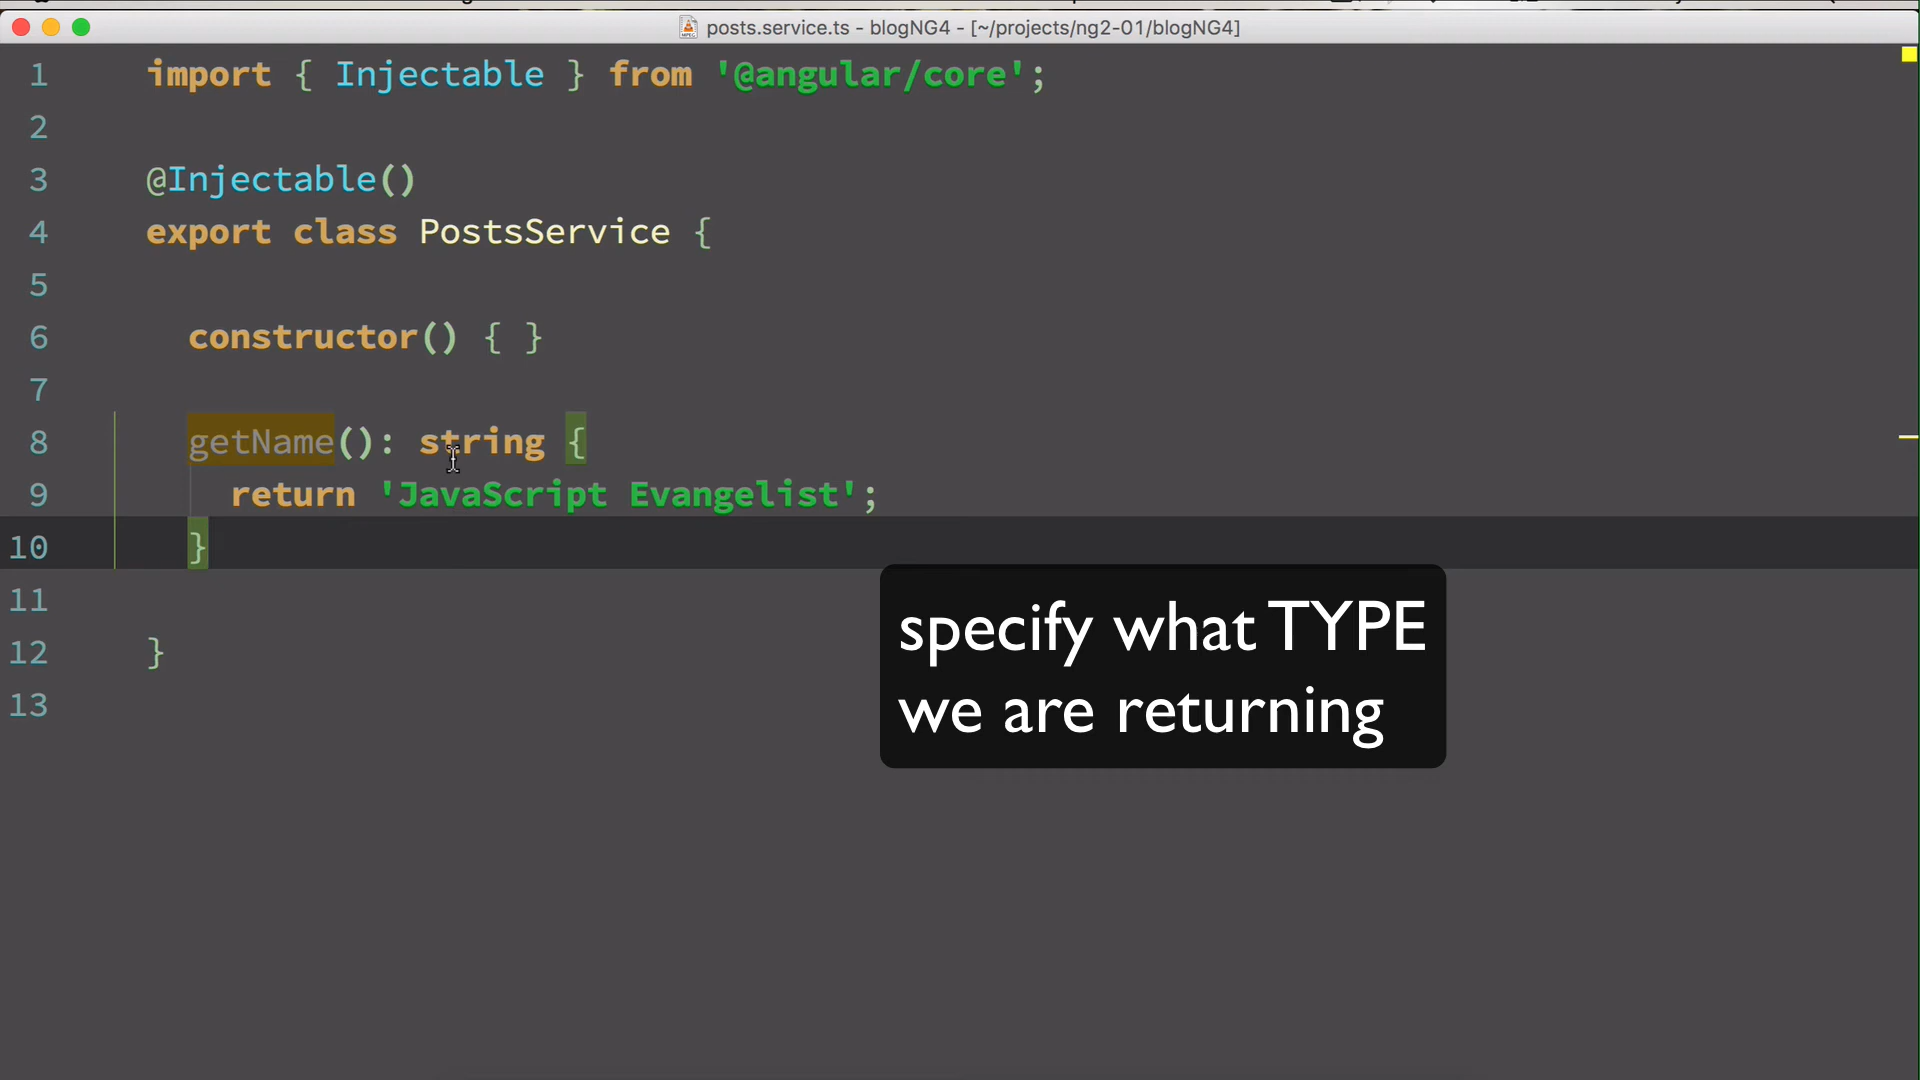 posts.service.ts - blogNG4 - [~/projects/ng2-01/blogNG4]
1 import { Injectable } from '@angular/core';
2
3 @Injectable()
4 export class PostsService {
5
6 constructor() { }
7
8 getName(): string {
9 return 'JavaScript Evangelist';
10 }
11
12 }
13
specify what TYPE
we are returning